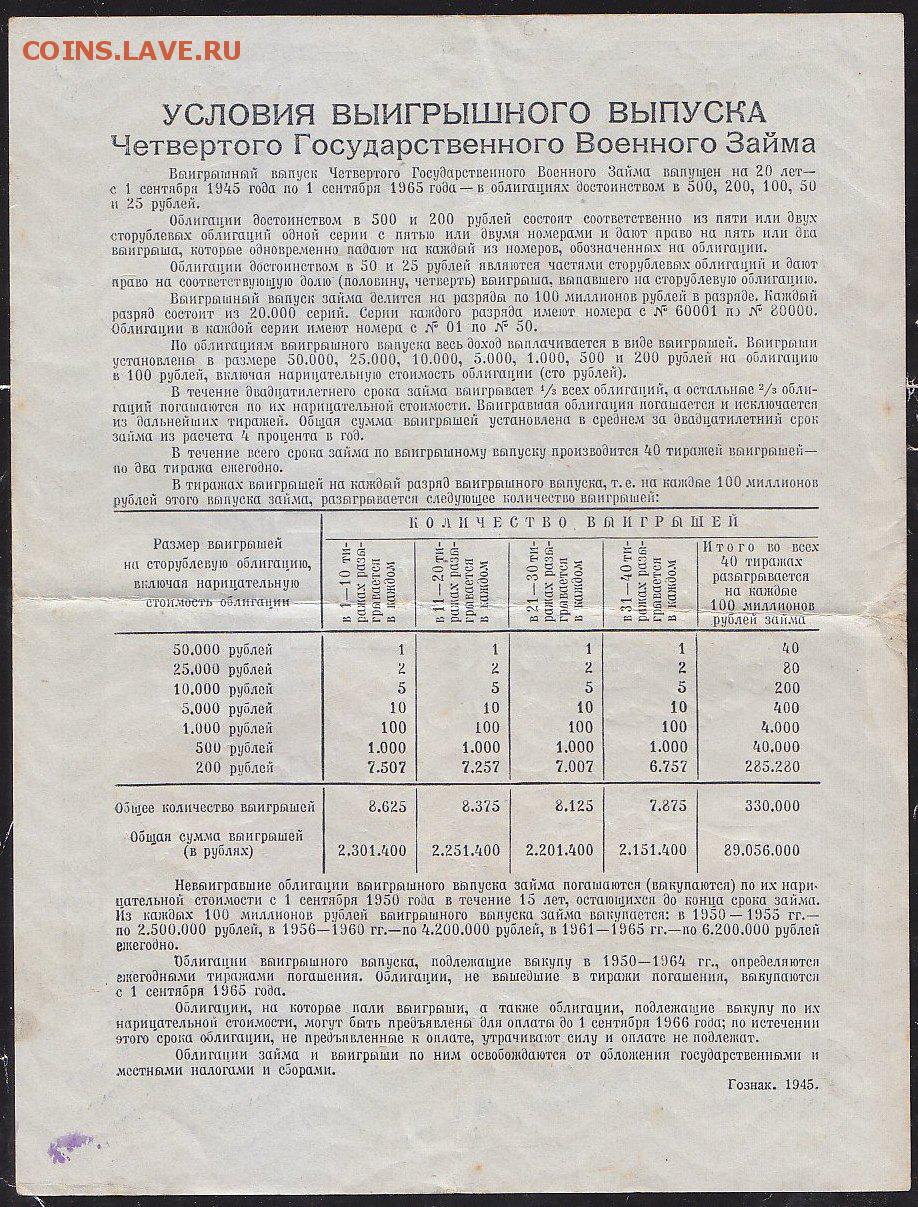 COINS.LAVE.RU
УСЛОВИЯ ВЫИГРЫШНОГО ВЫПУСКА
Четвертого Государственного Военного Займа
Выигрышный выпуск Четвертого Государственного Военного Займа выпущен на 20 лет—
с 1 сентября 1945 года по 1 сентября 1965 года—в облигациях достоинством в 500, 200, 100, 50
и 25 рублей.
Облигации достоинством в 500 и 200 рублей состоят соответственно из пяти или двух
сторублевых облигаций одной серии с пятью или двумя номерами и дают право на пять или два
выигрыша, которые одновременно падают на каждый из номеров, обозначенных на облигации.
Облигации достоинством в 50 и 25 рублей являются частями сторублевых облигаций и дают
право на соответствующую долю (половину, четверть) выигрыша, выпавшего на сторублевую облигацию.
Выигрышный выпуск займа делится на разряды по 100 миллионов рублей в разряде. Каждый
разряд состоит из 20.000 серий. Серии каждого разряда имеют номера с № 60001 по № 80000.
Облигации в каждой серии имеют номера с № 01 по № 50.
По облигациям выигрышного выпуска весь доход выплачивается в виде выигрышей. Выигрыши
установлены в размере 50.000, 25.000, 10.000, 5.000, 1.000, 500 и 200 рублей на облигацию
в 100 рублей, включая нарицательную стоимость облигации (сто рублей).
В течение двадцатилетнего срока займа выигрывает 1/3 всех облигаций, а остальные 2/3 обли-
гаций погашаются по их нарицательной стоимости. Выигравшая облигация погашается и исключается
из дальнейших тиражей. Общая сумма выигрышей установлена в среднем за двадцатилетний срок
займа из расчета 4 процента в год.
В течение всего срока займа по выигрышному выпуску производится 40 тиражей выигрышей—
по два тиража ежегодно.
В тиражах выигрышей на каждый разряд выигрышного выпуска, т. е. на каждые 100 миллионов
рублей этого выпуска займа, разыгрывается следующее количество выигрышей:
Размер выигрышей
на сторублевую облигацию,
включая нарицательную
стоимость облигации
КОЛИЧЕСТВО ВЫИГРЫШЕЙ
в 1—10 ти-
ражах разы-
грывается
в каждом
в 11—20 ти-
ражах разы-
грывается
в каждом
в 21—30 ти-
ражах разы-
грывается
в каждом
в 31—40 ти-
ражах разы-
грывается
в каждом
Итого во всех
40 тиражах
разыгрывается
на каждые
100 миллионов
рублей займа
50.000 рублей 1 1 1 1 40
25.000 рублей 2 2 2 2 80
10.000 рублей 5 5 5 5 200
5.000 рублей 10 10 10 10 400
1.000 рублей 100 100 100 100 4.000
500 рублей 1.000 1.000 1.000 1.000 40.000
200 рублей 7.507 7.257 7.007 6.757 285.280
Общее количество выигрышей 8.625 8.375 8.125 7.875 330.000
Общая сумма выигрышей
(в рублях) 2.301.400 2.251.400 2.201.400 2.151.400 89.056.000
Невыигравшие облигации выигрышного выпуска займа погашаются (выкупаются) по их нари-
цательной стоимости с 1 сентября 1950 года в течение 15 лет, остающихся до конца срока займа.
Из каждых 100 миллионов рублей выигрышного выпуска займа выкупается: в 1950—1955 гг.—
по 2.500.000 рублей, в 1956—1960 гг.—по 4.200.000 рублей, в 1961—1965 гг.—по 6.200.000 рублей
ежегодно.
Облигации выигрышного выпуска, подлежащие выкупу в 1950—1964 гг., определяются
ежегодными тиражами погашения. Облигации, не вышедшие в тиражи погашения, выкупаются
с 1 сентября 1965 года.
Облигации, на которые пали выигрыши, а также облигации, подлежащие выкупу по их
нарицательной стоимости, могут быть предъявлены для оплаты до 1 сентября 1966 года; по истечении
этого срока облигации, не предъявленные к оплате, утрачивают силу и оплате не подлежат.
Облигации займа и выигрыши по ним освобождаются от обложения государственными и
местными налогами и сборами.
Гознак. 1945.